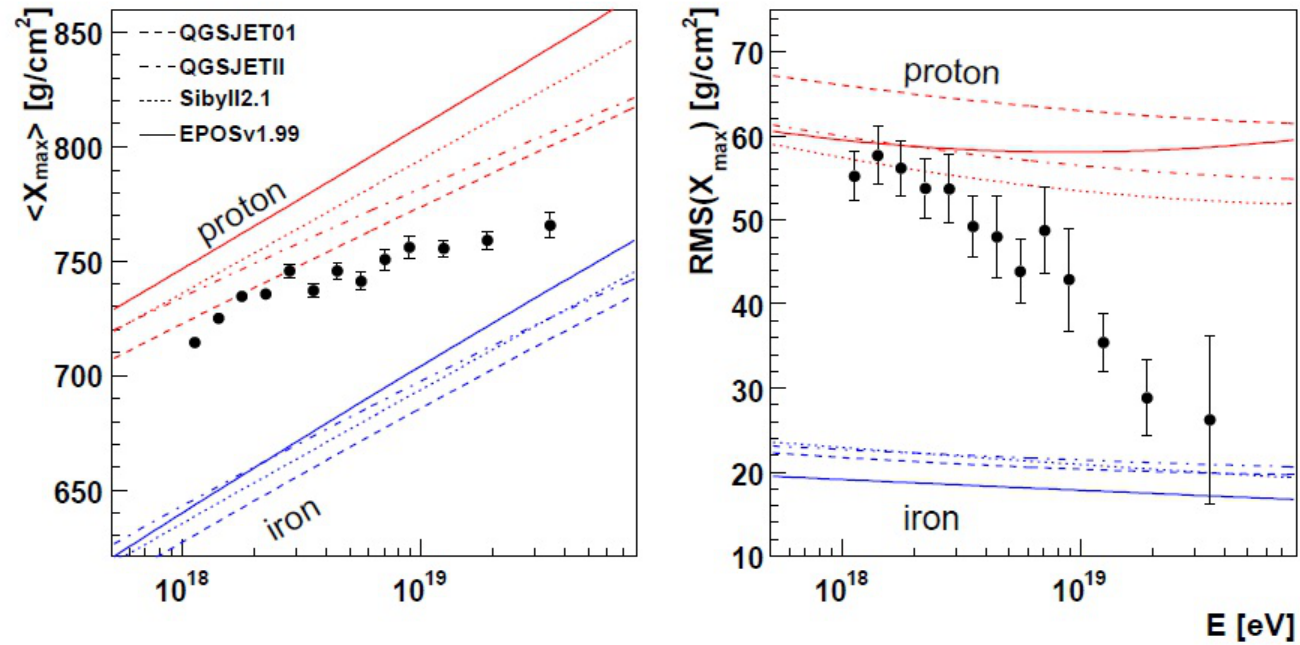 <Xmax> [g/cm2]
850
800
750
700
650
QGSJET01
QGSJETII
Sibyll2.1
EPOSv1.99
proton
iron
1018
1019
RMS(Xmax) [g/cm2]
70
60
50
40
30
20
10
proton
iron
1018
1019
E [eV]